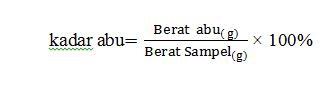 kadar abu= Berat abu(g) / Berat Sampel(g) × 100%